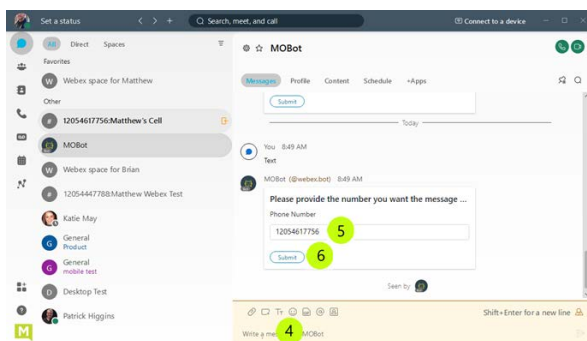 Set a status
Search, meet, and call
Connect to a device
All Direct Spaces
Favorites
W Webex space for Matthew
Other
# 12054617756:Matthew's Cell
MOBot
W Webex space for Brian
# 12054447788:Matthew Webex Test
Katie May
G General
Product
G General
mobile test
D Desktop Test
Patrick Higgins
M
MOBot
Messages Profile Content Schedule +Apps
Submit
Today
You 8:49 AM
Text
MOBot (@webex.bot) 8:49 AM
Please provide the number you want the message ...
Phone Number
12054617756 5
Submit 6
Seen by
Shift+Enter for a new line
Write a me 4 MOBot